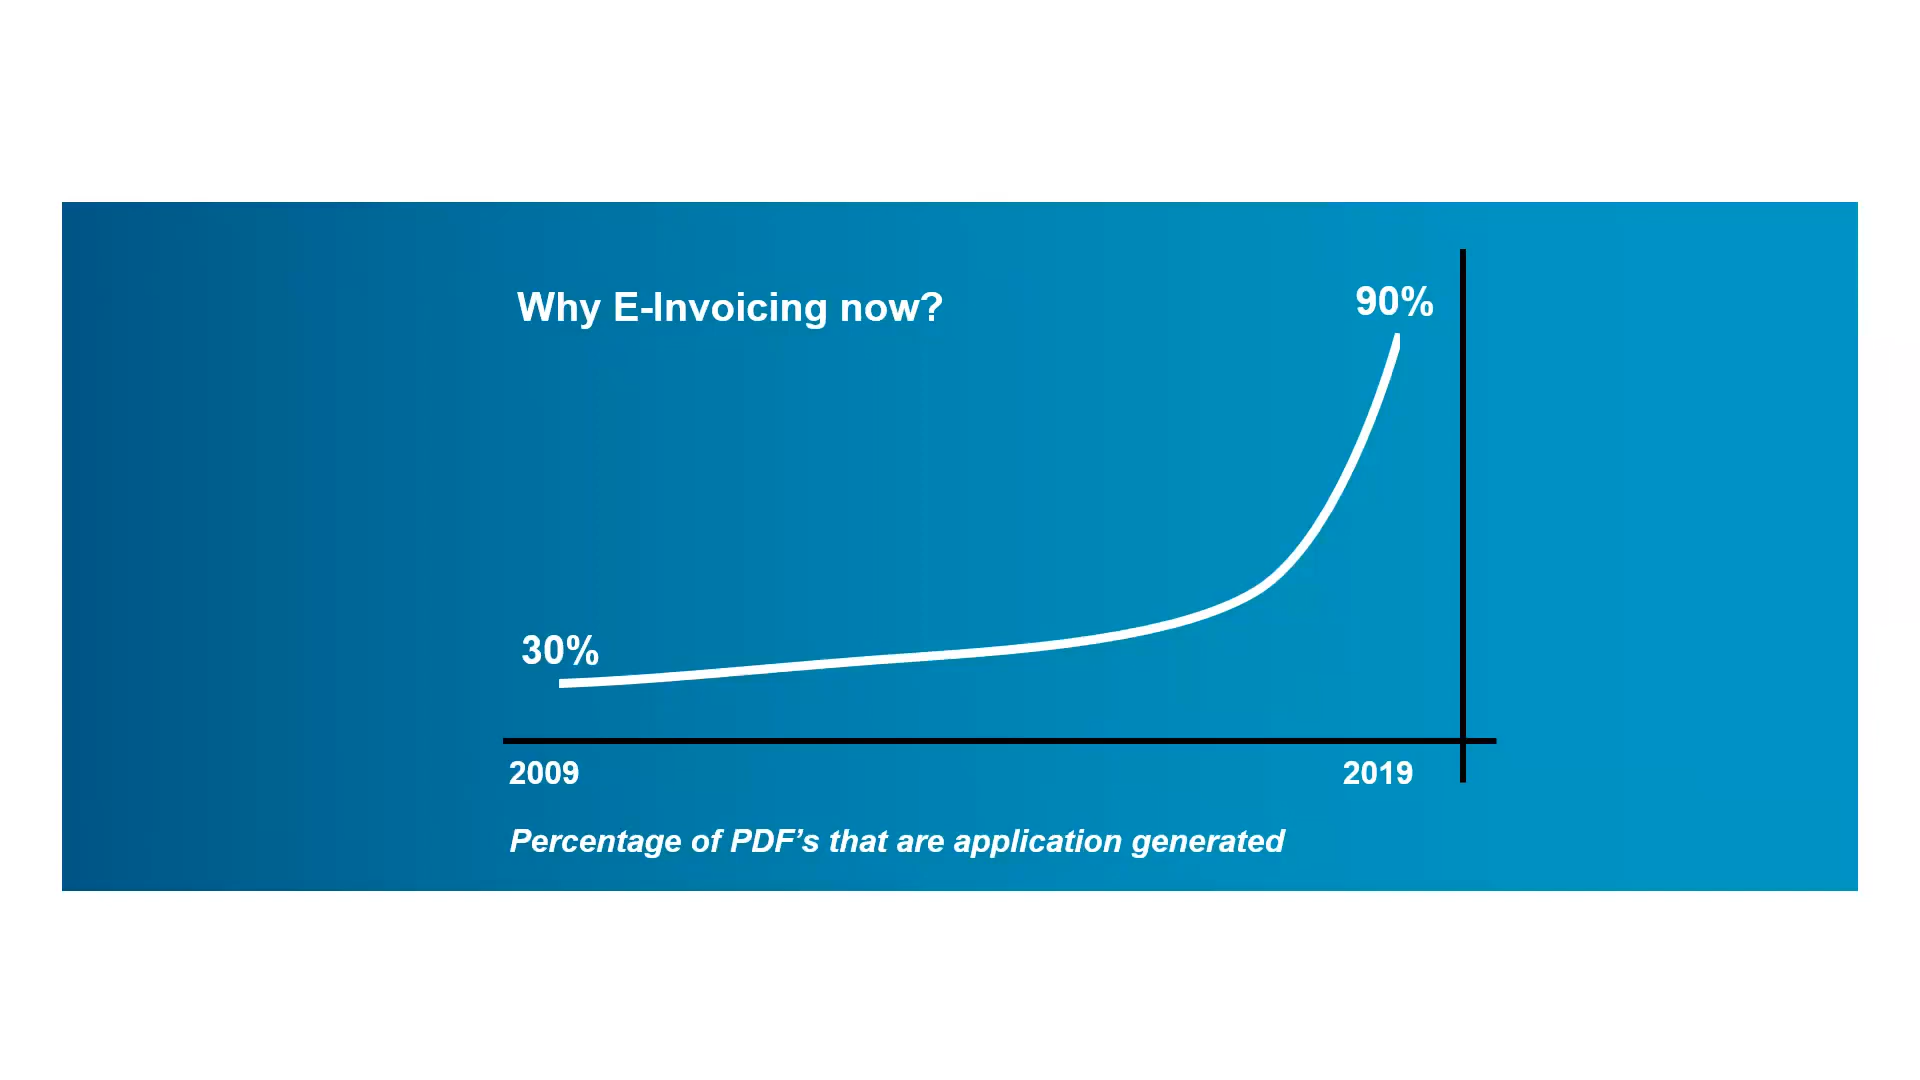 Why E-Invoicing now?
90%
30%
2009
2019
Percentage of PDF’s that are application generated